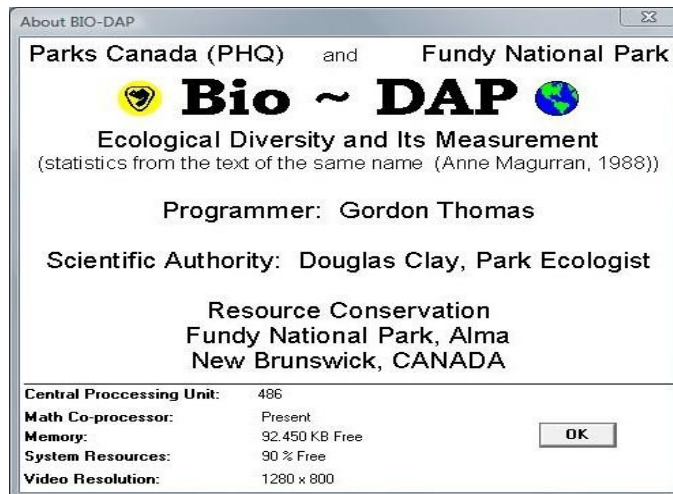 About BIO-DAP
Parks Canada (PHQ) and Fundy National Park
Bio ~ DAP
Ecological Diversity and Its Measurement
(statistics from the text of the same name (Anne Magurran, 1988))
Programmer: Gordon Thomas
Scientific Authority: Douglas Clay, Park Ecologist
Resource Conservation
Fundy National Park, Alma
New Brunswick, CANADA
Central Proccessing Unit: 486
Math Co-processor: Present
Memory: 92.450 KB Free
OK
System Resources: 90 % Free
Video Resolution: 1280 x 800